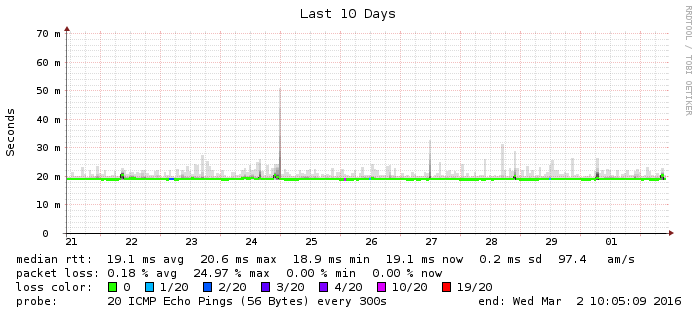 Last 10 Days
RRDTOOL / TOBI OETIKER
Seconds
70 m
60 m
50 m
40 m
30 m
20 m
10 m
0
21 22 23 24 25 26 27 28 29 01
median rtt: 19.1 ms avg 20.6 ms max 18.9 ms min 19.1 ms now 0.2 ms sd 97.4 am/s
packet loss: 0.18 % avg 24.97 % max 0.00 % min 0.00 % now
loss color: 0 1/20 2/20 3/20 4/20 10/20 19/20
probe: 20 ICMP Echo Pings (56 Bytes) every 300s end: Wed Mar 2 10:05:09 2016